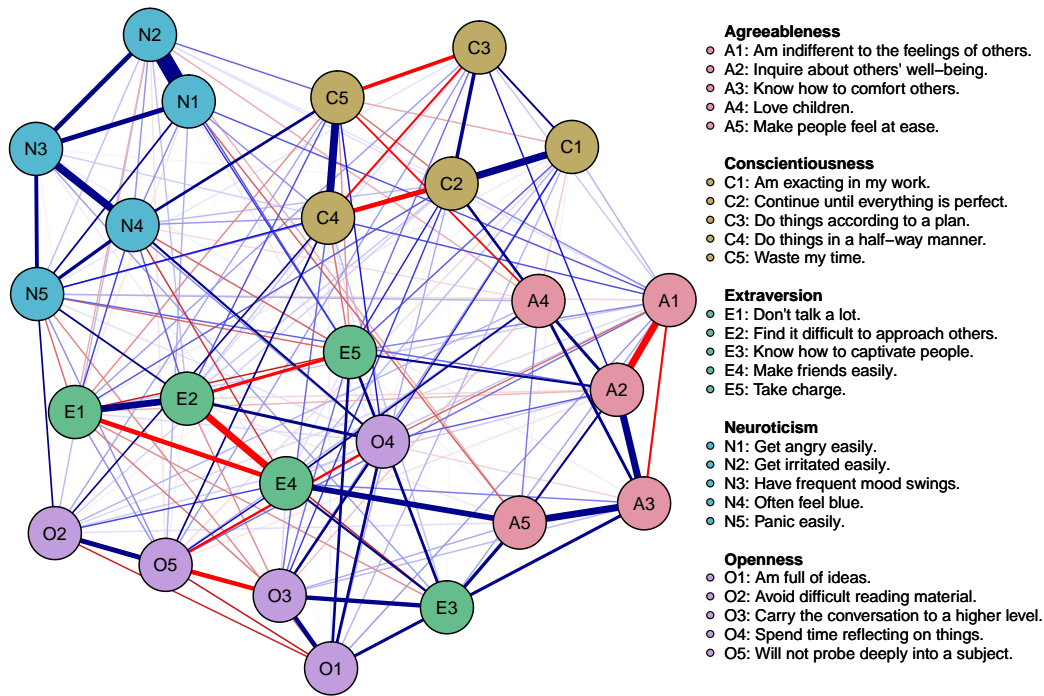 N2
C3
N1
C5
N3
C1
C2
N4
C4
N5
A4
A1
E5
A2
E2
E1
O4
E4
A3
A5
O2
O5
O3
E3
O1
Agreeableness
A1: Am indifferent to the feelings of others.
A2: Inquire about others' well−being.
A3: Know how to comfort others.
A4: Love children.
A5: Make people feel at ease.
Conscientiousness
C1: Am exacting in my work.
C2: Continue until everything is perfect.
C3: Do things according to a plan.
C4: Do things in a half−way manner.
C5: Waste my time.
Extraversion
E1: Don't talk a lot.
E2: Find it difficult to approach others.
E3: Know how to captivate people.
E4: Make friends easily.
E5: Take charge.
Neuroticism
N1: Get angry easily.
N2: Get irritated easily.
N3: Have frequent mood swings.
N4: Often feel blue.
N5: Panic easily.
Openness
O1: Am full of ideas.
O2: Avoid difficult reading material.
O3: Carry the conversation to a higher level.
O4: Spend time reflecting on things.
O5: Will not probe deeply into a subject.